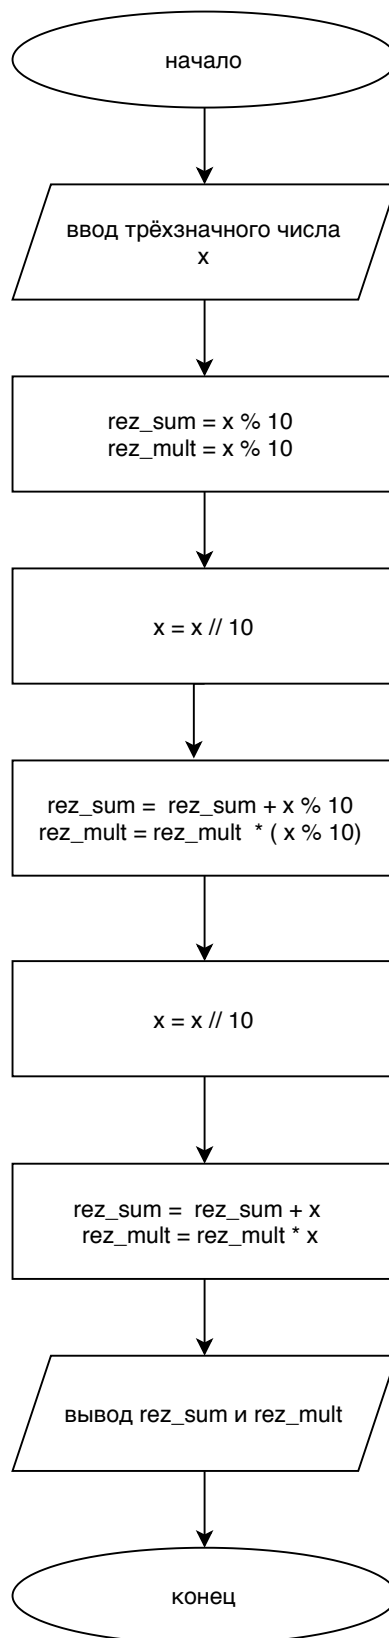 начало
ввод трёхзначного числа
x
rez_sum = x % 10
rez_mult = x % 10
x = x // 10
rez_sum = rez_sum + x % 10
rez_mult = rez_mult * ( x % 10)
x = x // 10
rez_sum = rez_sum + x
rez_mult = rez_mult * x
вывод rez_sum и rez_mult
конец